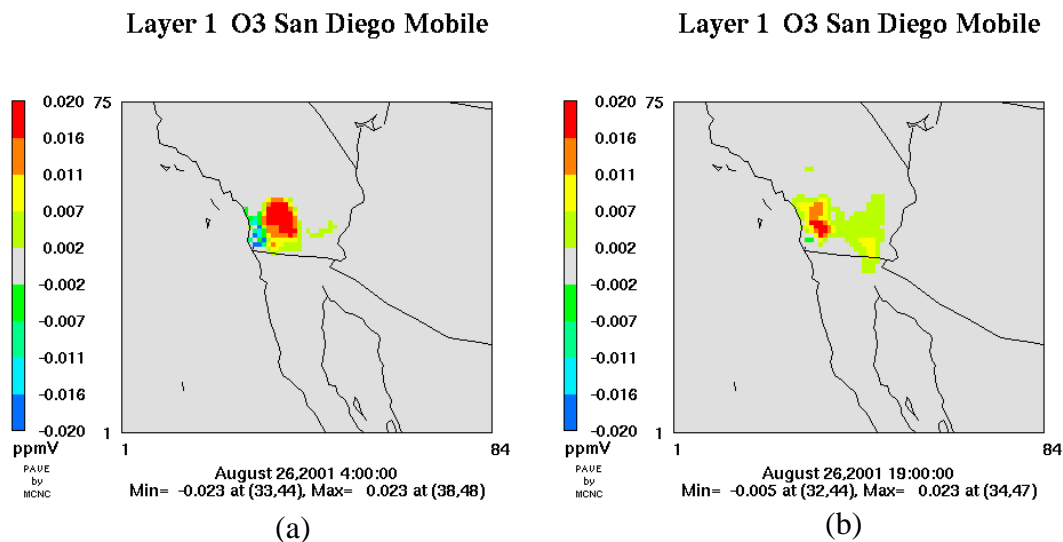 Layer 1 O3 San Diego Mobile
0.020
0.016
0.011
0.007
0.002
-0.002
-0.007
-0.011
-0.016
-0.020
ppmV
PAVE
by
MCNC
75
1
1
84
August 26,2001 4:00:00
Min= -0.023 at (33,44), Max= 0.023 at (38,48)
(a)
Layer 1 O3 San Diego Mobile
0.020
0.016
0.011
0.007
0.002
-0.002
-0.007
-0.011
-0.016
-0.020
ppmV
PAVE
by
MCNC
75
1
1
84
August 26,2001 19:00:00
Min= -0.005 at (32,44), Max= 0.023 at (34,47)
(b)